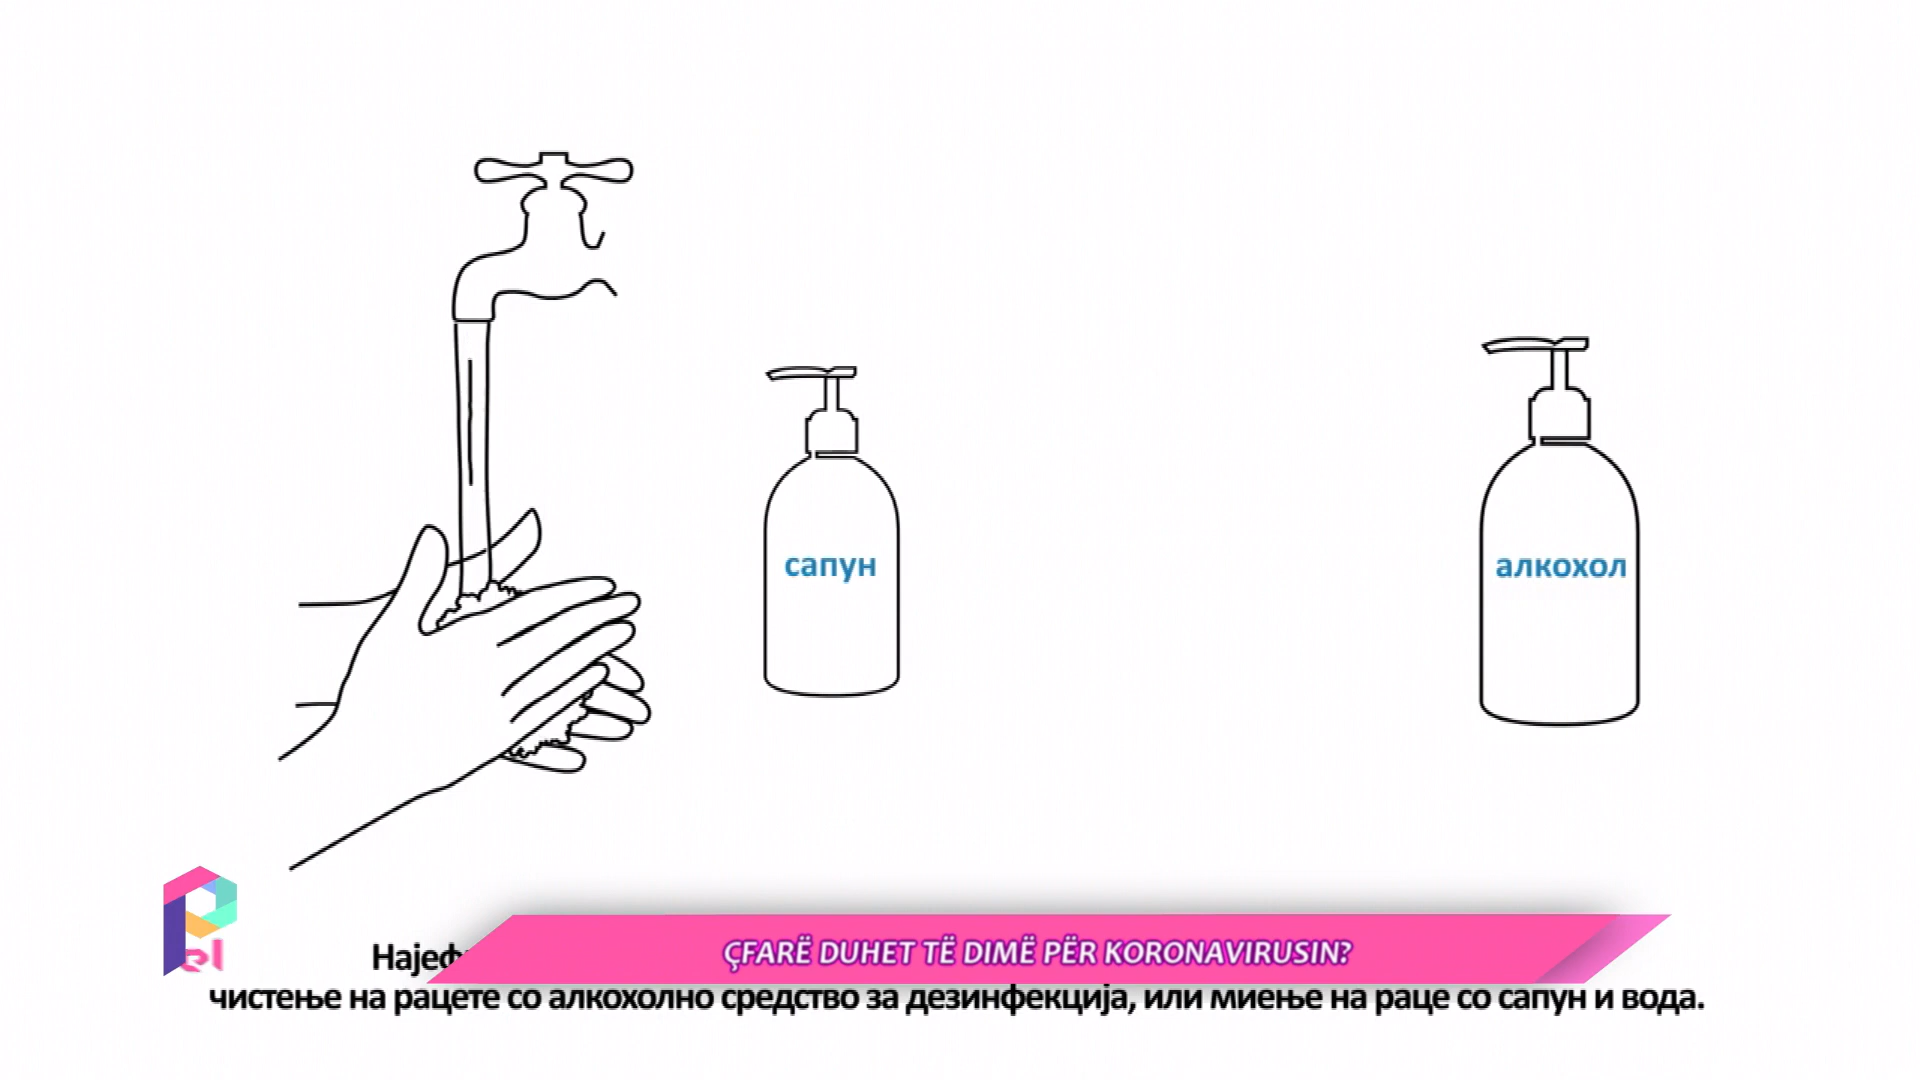 сапун
алкохол
ÇFARË DUHET TË DIMË PËR KORONAVIRUSIN?
чистење на рацете со алкохолно средство за дезинфекција, или миење на раце со сапун и вода.